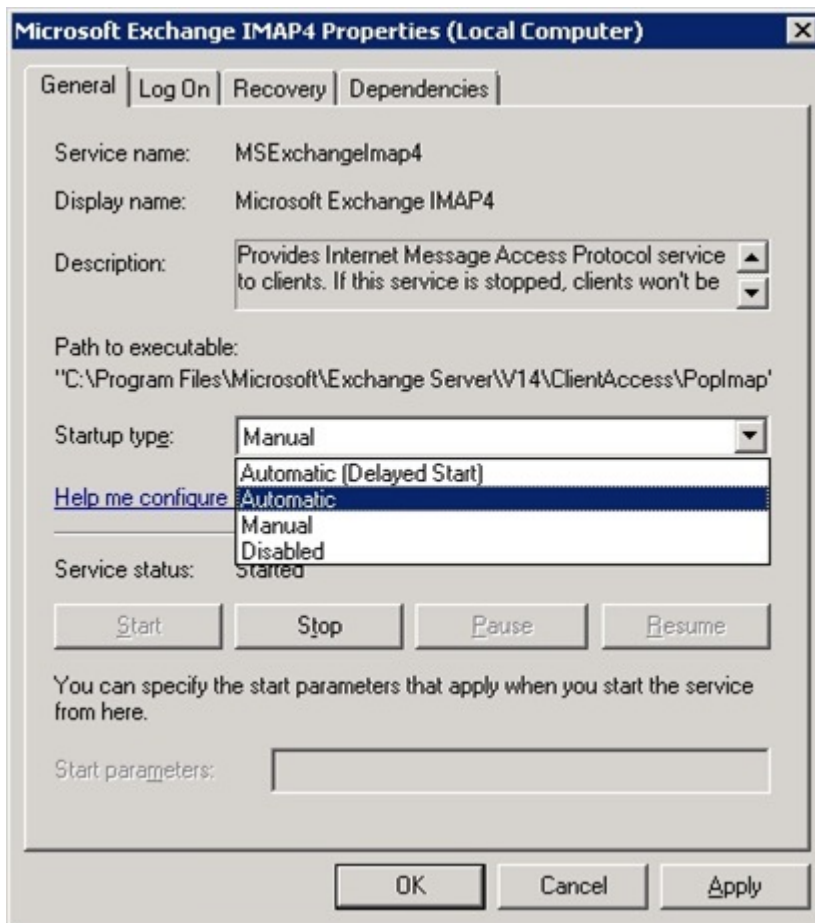 Microsoft Exchange IMAP4 Properties (Local Computer)
General Log On Recovery Dependencies
Service name: MSExchangeImap4
Display name: Microsoft Exchange IMAP4
Description: Provides Internet Message Access Protocol service
to clients. If this service is stopped, clients won't be
Path to executable:
"C:\Program Files\Microsoft\Exchange Server\V14\ClientAccess\PopImap'
Startup type: Manual
Automatic (Delayed Start)
Help me configure Automatic
Manual
Disabled
Service status: Started
Start Stop Pause Resume
You can specify the start parameters that apply when you start the service
from here.
Start parameters:
OK Cancel Apply